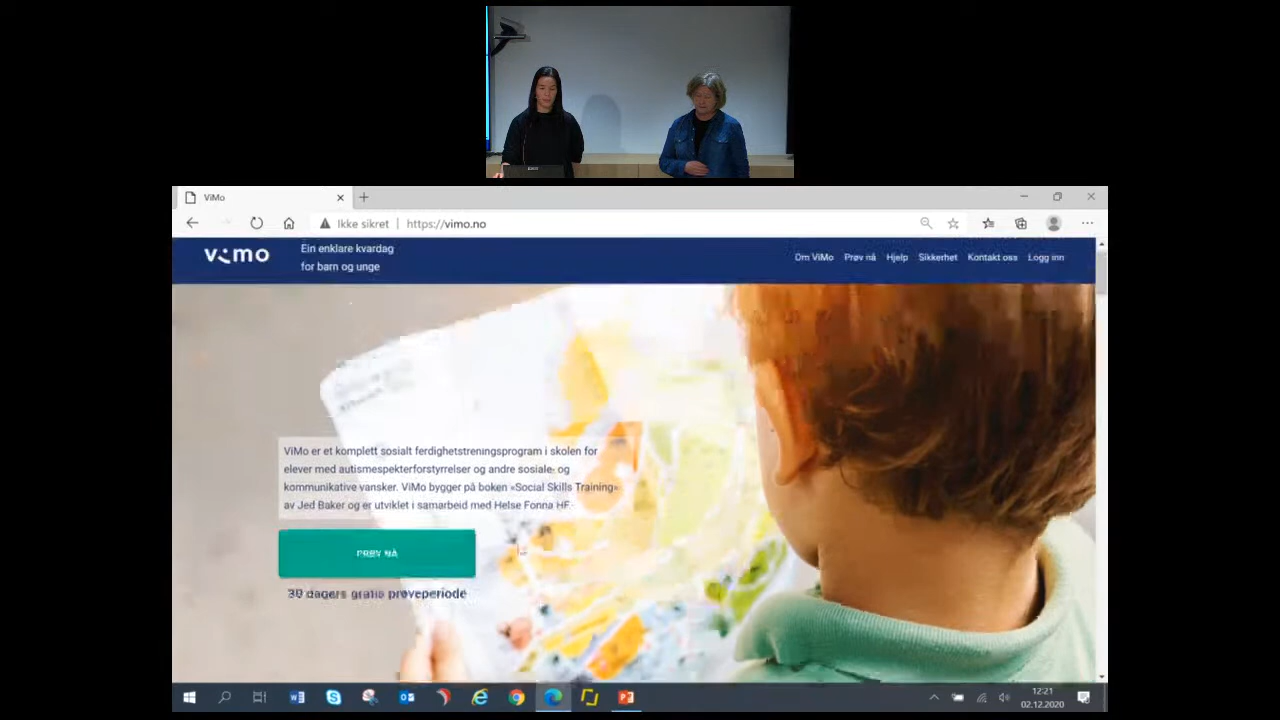 ViMo
Ikke sikret
https://vimo.no
vimo
Ein enklare kvardag
for barn og unge
Om ViMo
Prøv nå
Hjelp
Sikkerhet
Kontakt oss
Logg inn
ViMo er et komplett sosialt ferdighetstreningsprogram i skolen for
elever med autismespekterforstyrrelser og andre sosiale- og
kommunikative vansker. ViMo bygger på boken «Social Skills Training»
av Jed Baker og er utviklet i samarbeid med Helse Fonna HF.
PRØV NÅ
30 dagers gratis prøveperiode
12:21
02.12.2020